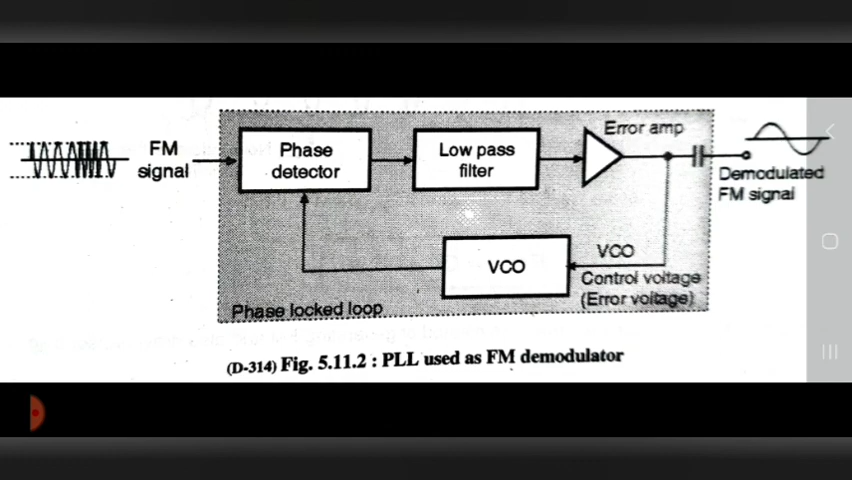 FM
signal
Phase
detector
Low pass
filter
Error amp
Demodulated
FM signal
VCO
VCO
Control voltage
(Error voltage)
Phase locked loop
(D-314) Fig. 5.11.2 : PLL used as FM demodulator